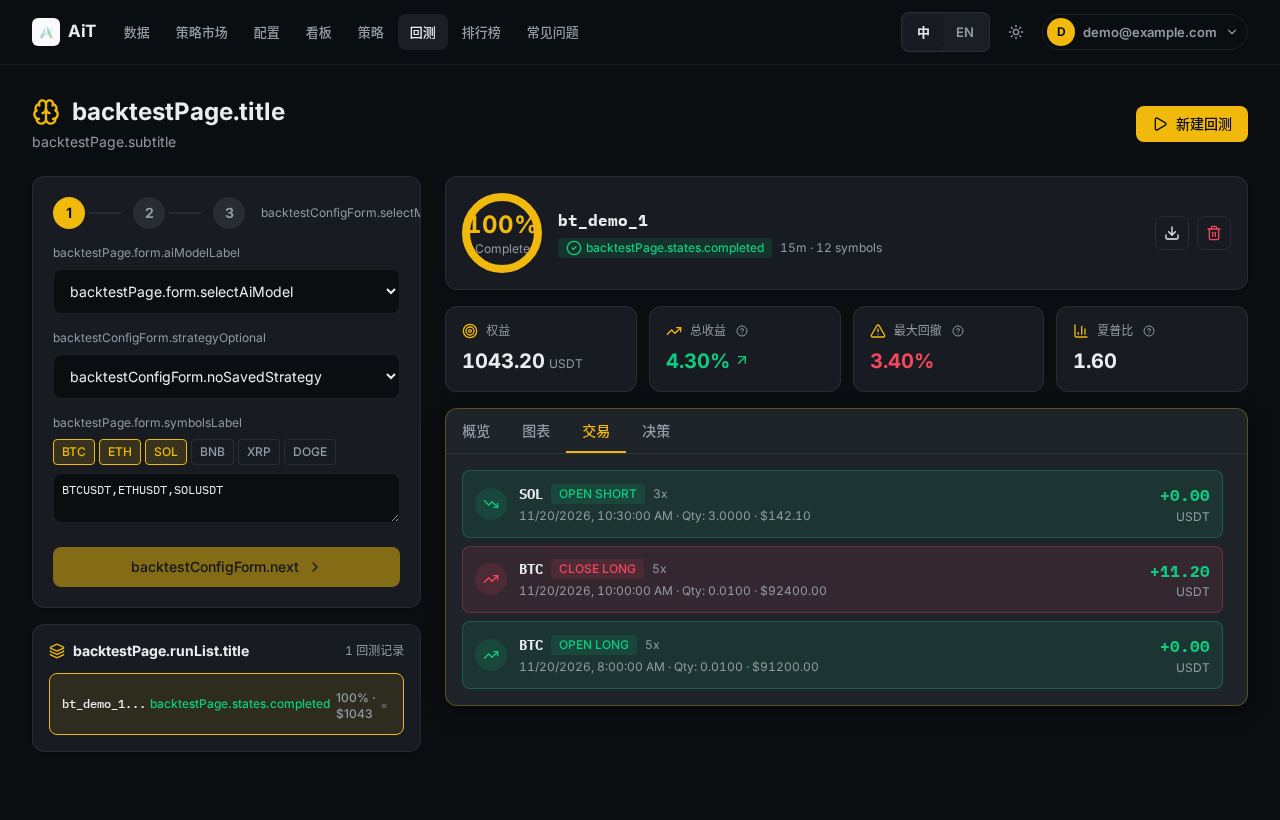 AiT
数据
策略市场
配置
看板
策略
回测
排行榜
常见问题
中
EN
D
demo@example.com
backtestPage.title
backtestPage.subtitle
新建回测
1
2
3
backtestConfigForm.selectM
backtestPage.form.aiModelLabel
backtestPage.form.selectAiModel
backtestConfigForm.strategyOptional
backtestConfigForm.noSavedStrategy
backtestPage.form.symbolsLabel
BTC
ETH
SOL
BNB
XRP
DOGE
BTCUSDT,ETHUSDT,SOLUSDT
backtestConfigForm.next
backtestPage.runList.title
1 回测记录
bt_demo_1...
backtestPage.states.completed
100% ·
$1043
100%
Complete
bt_demo_1
backtestPage.states.completed
15m · 12 symbols
权益
1043.20 USDT
总收益
4.30%
最大回撤
3.40%
夏普比
1.60
概览
图表
交易
决策
SOL OPEN SHORT 3x
11/20/2026, 10:30:00 AM · Qty: 3.0000 · $142.10
+0.00
USDT
BTC CLOSE LONG 5x
11/20/2026, 10:00:00 AM · Qty: 0.0100 · $92400.00
+11.20
USDT
BTC OPEN LONG 5x
11/20/2026, 8:00:00 AM · Qty: 0.0100 · $91200.00
+0.00
USDT